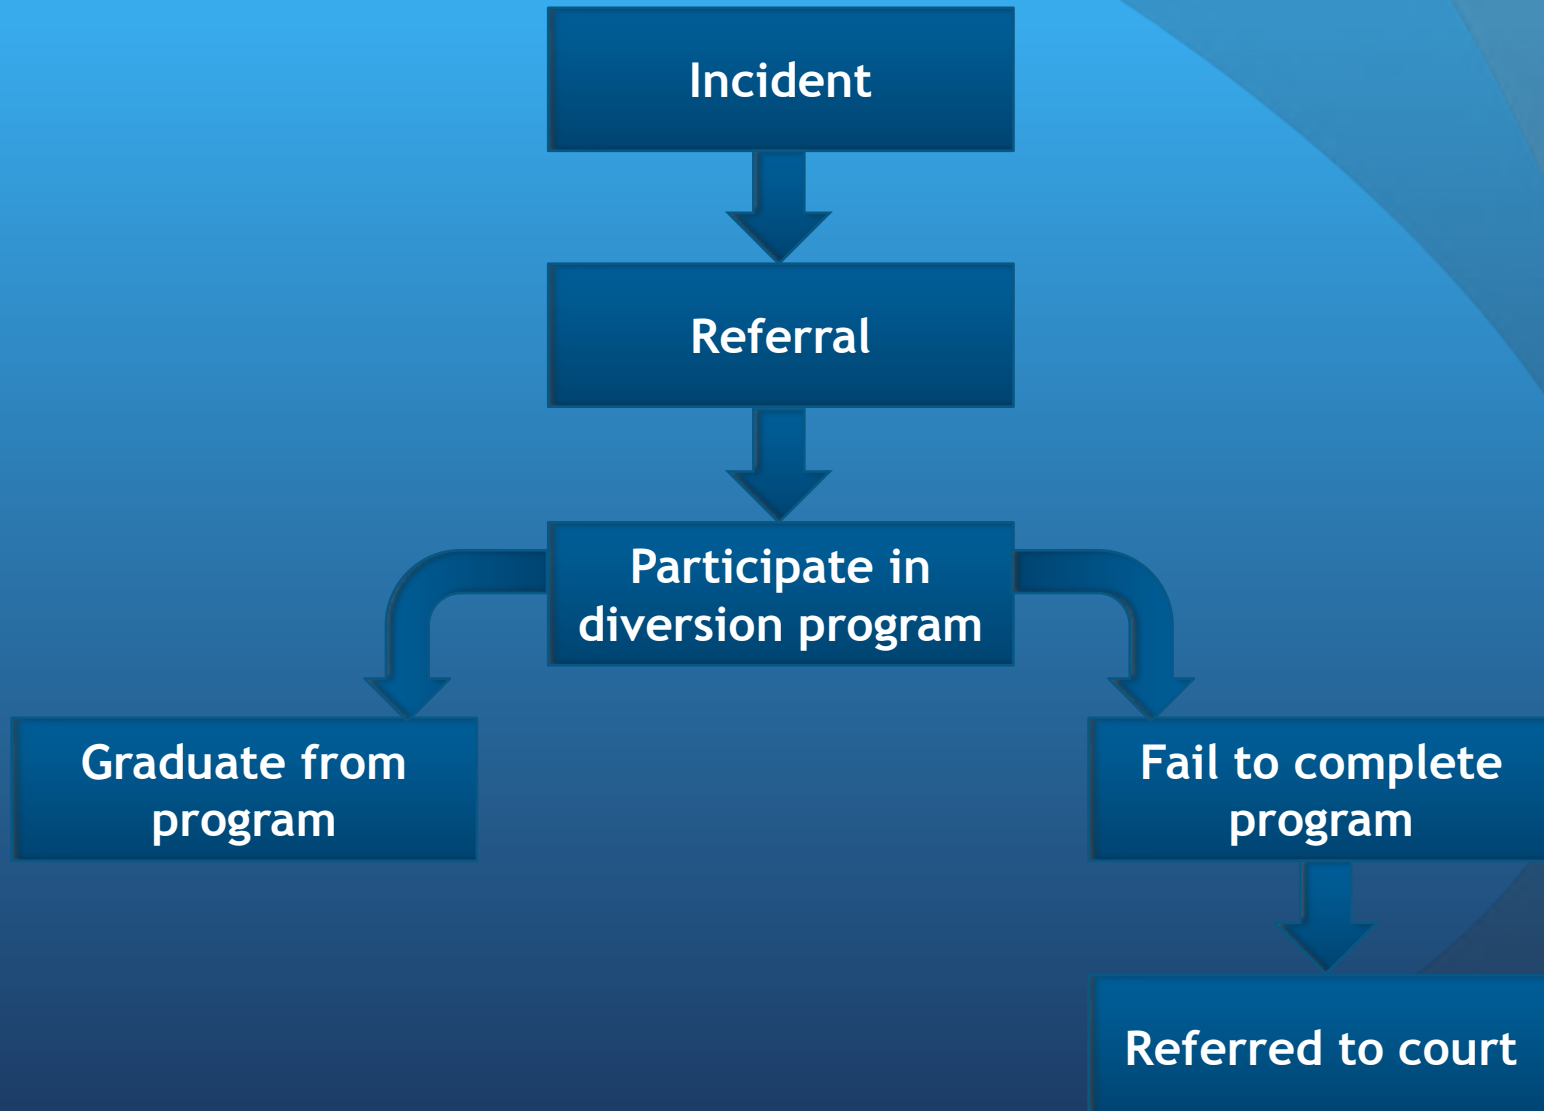 Incident
Referral
Participate in
diversion program
Graduate from
program
Fail to complete
program
Referred to court